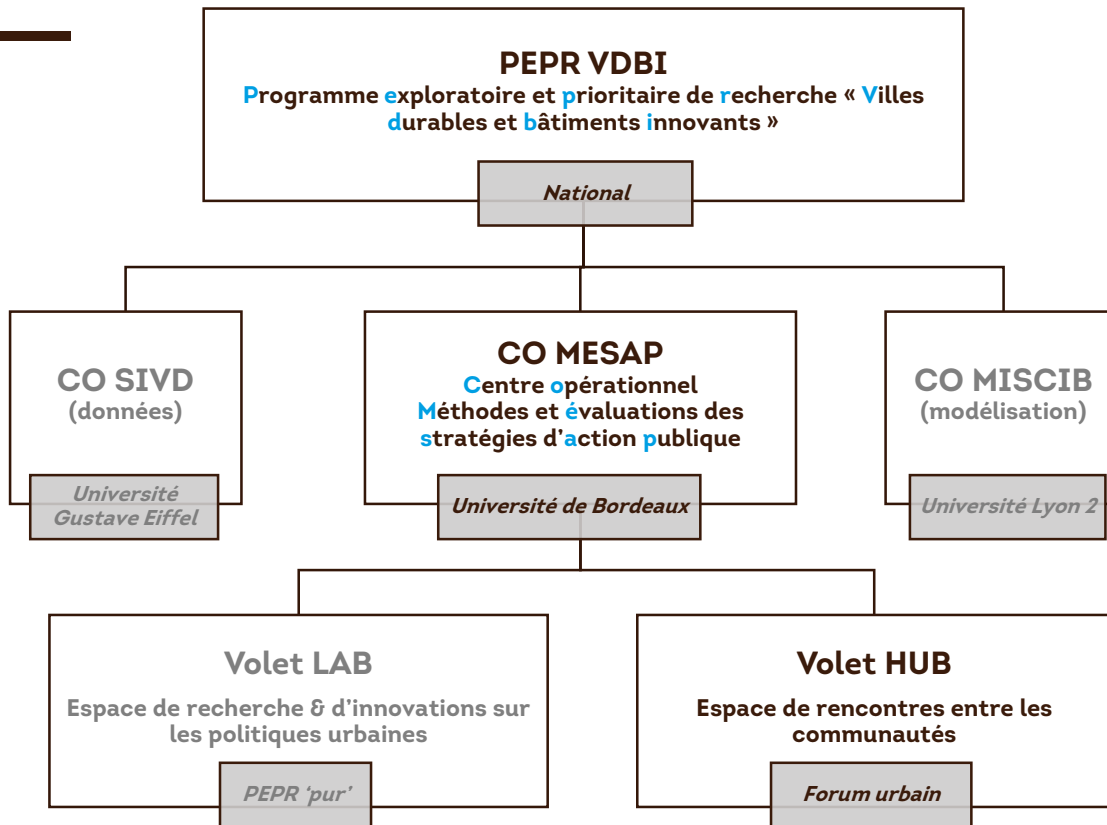 PEPR VDBI
Programme exploratoire et prioritaire de recherche « Villes
durables et bâtiments innovants »
National
CO SIVD
(données)
Université
Gustave Eiffel
CO MESAP
Centre opérationnel
Méthodes et évaluations des
stratégies d'action publique
Université de Bordeaux
CO MISCIB
(modélisation)
Université Lyon 2
Volet LAB
Espace de recherche & d'innovations sur
les politiques urbaines
PEPR 'pur'
Volet HUB
Espace de rencontres entre les
communautés
Forum urbain